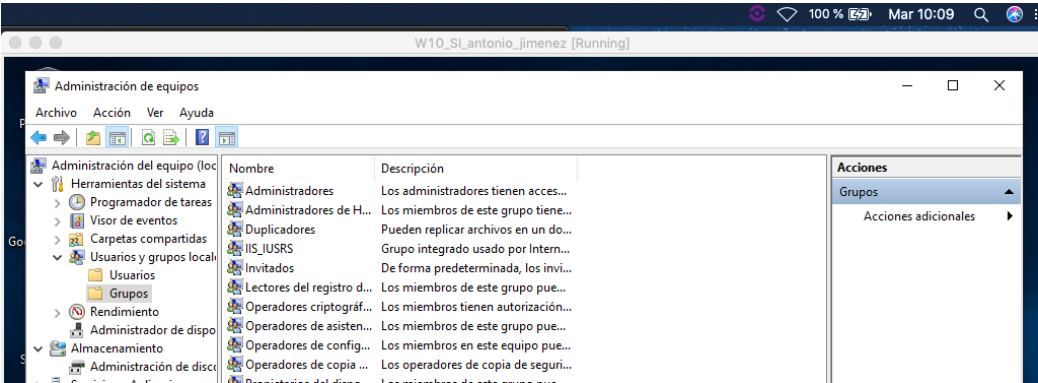 100 % Mar 10:09
W10_SI_antonio_jimenez [Running]
Administración de equipos
Archivo Acción Ver Ayuda
Administración del equipo (loc
Herramientas del sistema
Programador de tareas
Visor de eventos
Carpetas compartidas
Usuarios y grupos local
Usuarios
Grupos
Rendimiento
Administrador de dispo
Almacenamiento
Administración de disc
Nombre Descripción
Administradores Los administradores tienen acces...
Administradores de H... Los miembros de este grupo tiene...
Duplicadores Pueden replicar archivos en un do...
IIS_IUSRS Grupo integrado usado por Intern...
Invitados De forma predeterminada, los invi...
Lectores del registro d... Los miembros de este grupo pue...
Operadores criptográf... Los miembros tienen autorización...
Operadores de asisten... Los miembros de este grupo pue...
Operadores de config... Los miembros en este equipo pue...
Operadores de copia ... Los operadores de copia de seguri...
Acciones
Grupos
Acciones adicionales